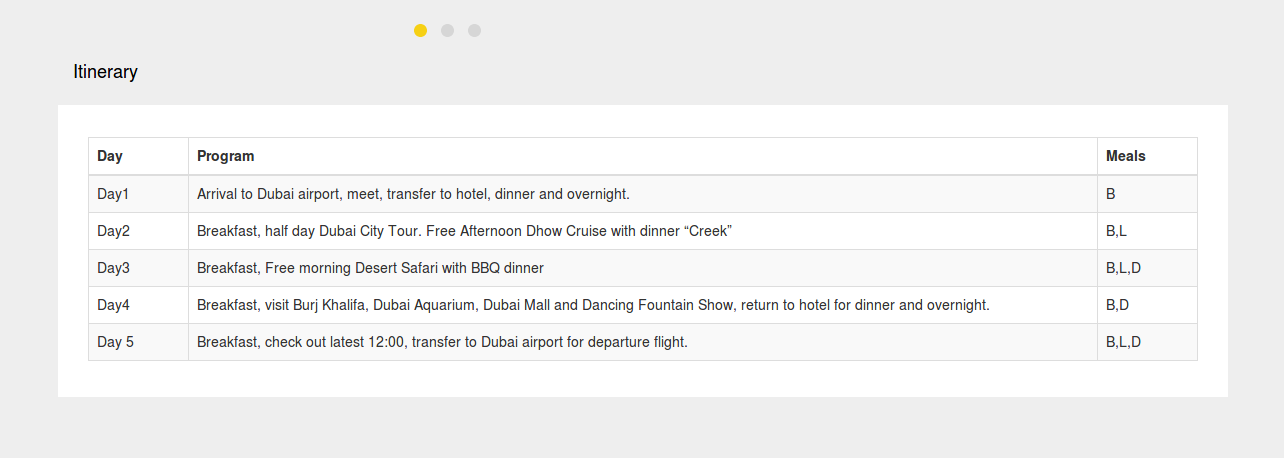 Itinerary
Day Program Meals
Day1 Arrival to Dubai airport, meet, transfer to hotel, dinner and overnight. B
Day2 Breakfast, half day Dubai City Tour. Free Afternoon Dhow Cruise with dinner “Creek” B,L
Day3 Breakfast, Free morning Desert Safari with BBQ dinner B,L,D
Day4 Breakfast, visit Burj Khalifa, Dubai Aquarium, Dubai Mall and Dancing Fountain Show, return to hotel for dinner and overnight. B,D
Day 5 Breakfast, check out latest 12:00, transfer to Dubai airport for departure flight. B,L,D